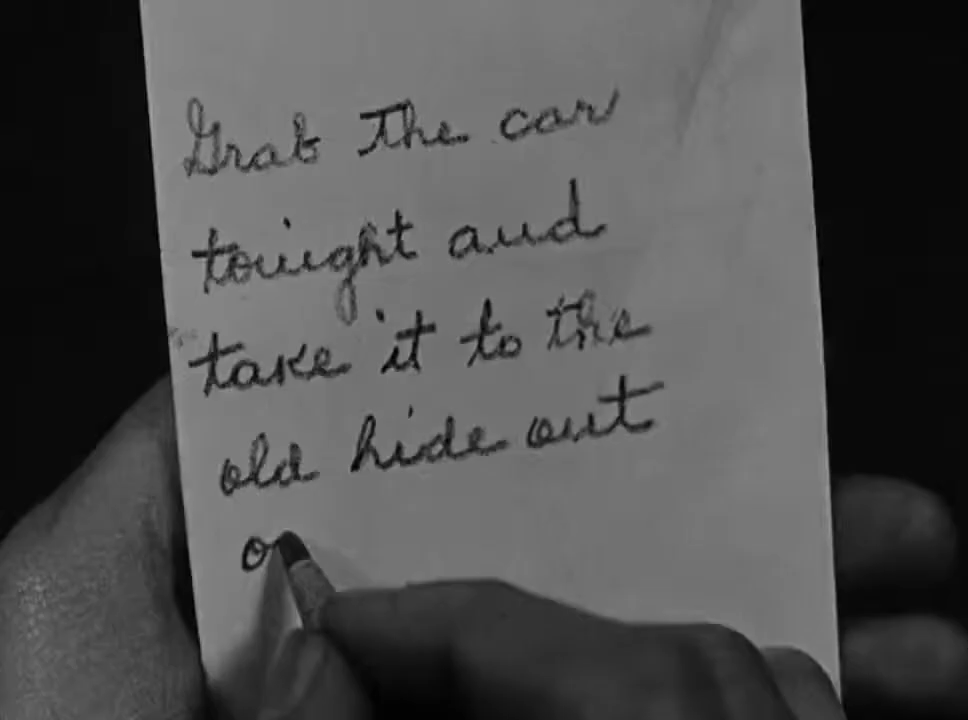 Grab The car
tonight and
take it to the
old hide out
o